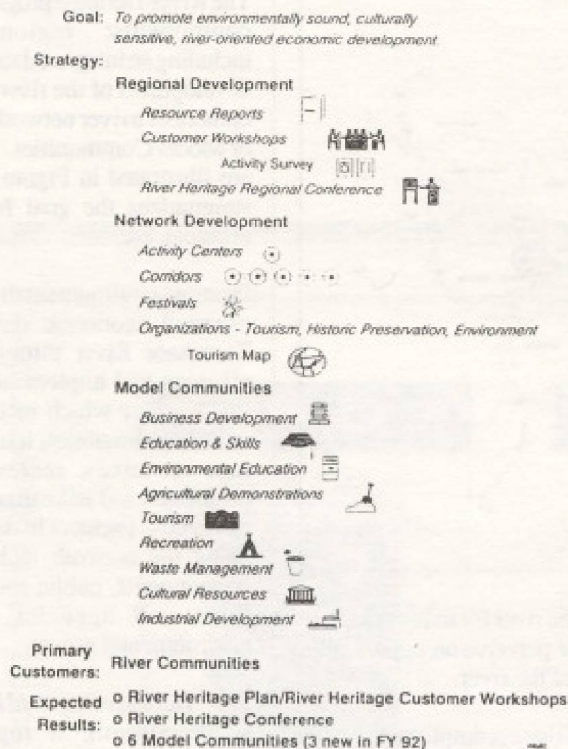 Goal: To promote environmentally sound, culturally
sensitive, river-oriented economic development.
Strategy:
Regional Development
Resource Reports
Customer Workshops
Activity Survey
River Heritage Regional Conference
Network Development
Activity Centers
Corridors
Festivals
Organizations - Tourism, Historic Preservation, Environment
Tourism Map
Model Communities
Business Development
Education & Skills
Environmental Education
Agricultural Demonstrations
Tourism
Recreation
Waste Management
Cultural Resources
Industrial Development
Primary
Customers: River Communities
Expected
Results:
o River Heritage Plan/River Heritage Customer Workshops
o River Heritage Conference
o 6 Model Communities (3 new in FY 92)